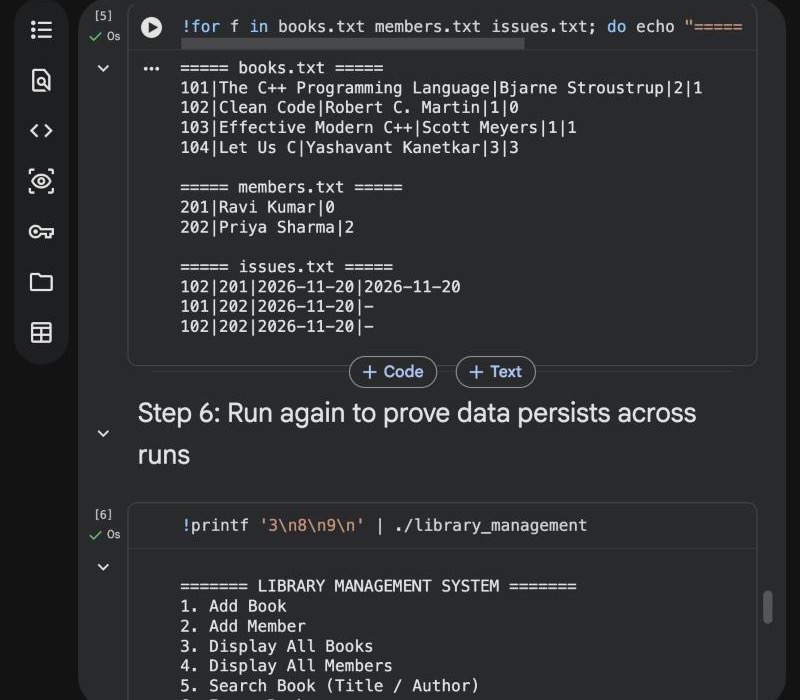 [5]
0s
!for f in books.txt members.txt issues.txt; do echo "=====
===== books.txt =====
101|The C++ Programming Language|Bjarne Stroustrup|2|1
102|Clean Code|Robert C. Martin|1|0
103|Effective Modern C++|Scott Meyers|1|1
104|Let Us C|Yashavant Kanetkar|3|3
===== members.txt =====
201|Ravi Kumar|0
202|Priya Sharma|2
===== issues.txt =====
102|201|2026-11-20|2026-11-20
101|202|2026-11-20|-
102|202|2026-11-20|-
+ Code
+ Text
Step 6: Run again to prove data persists across
runs
[6]
0s
!printf '3\n8\n9\n' | ./library_management
======= LIBRARY MANAGEMENT SYSTEM =======
1. Add Book
2. Add Member
3. Display All Books
4. Display All Members
5. Search Book (Title / Author)